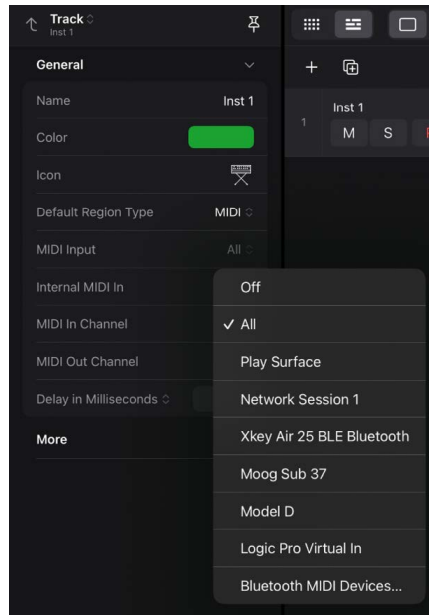 Track
Inst 1
General
Name Inst 1
Color
Icon
Default Region Type MIDI
MIDI Input All
Internal MIDI In
MIDI In Channel
MIDI Out Channel
Delay in Milliseconds
More
Off
✓ All
Play Surface
Network Session 1
Xkey Air 25 BLE Bluetooth
Moog Sub 37
Model D
Logic Pro Virtual In
Bluetooth MIDI Devices...
1
Inst 1
M S